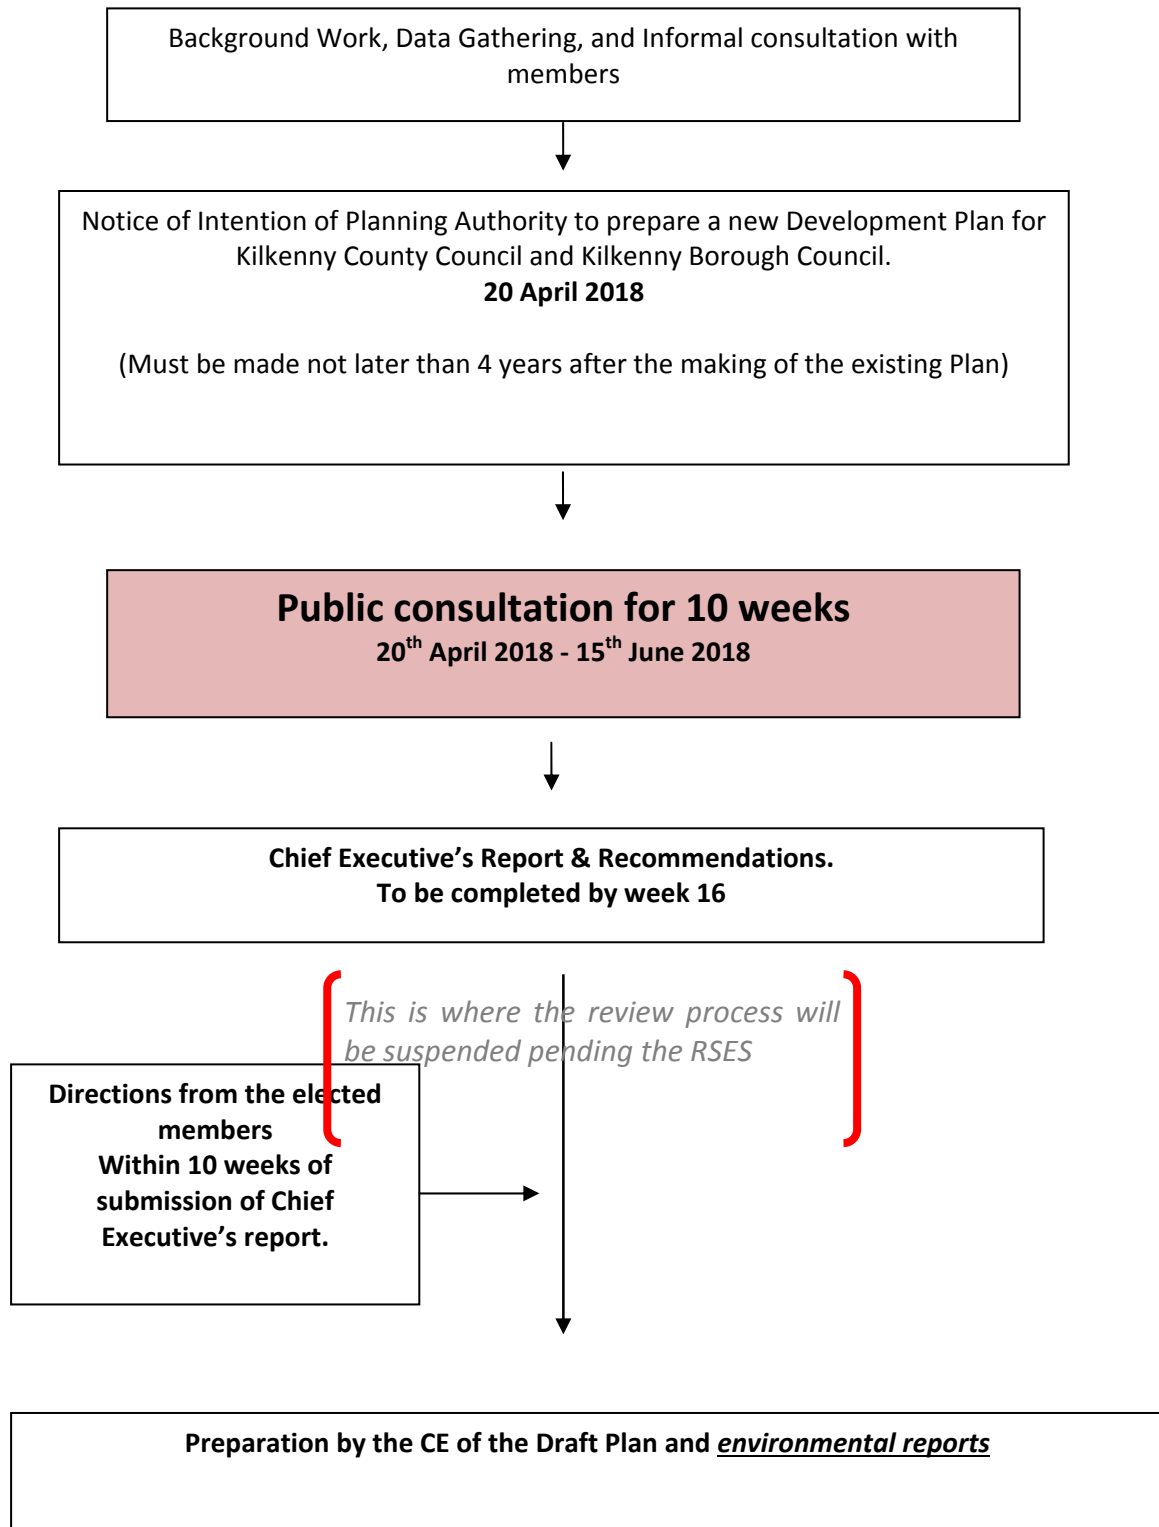 Background Work, Data Gathering, and Informal consultation with
members
Notice of Intention of Planning Authority to prepare a new Development Plan for
Kilkenny County Council and Kilkenny Borough Council.
20 April 2018
(Must be made not later than 4 years after the making of the existing Plan)
Public consultation for 10 weeks
20th April 2018 - 15th June 2018
Chief Executive’s Report & Recommendations.
To be completed by week 16
This is where the review process will
be suspended pending the RSES
Directions from the elected
members
Within 10 weeks of
submission of Chief
Executive’s report.
Preparation by the CE of the Draft Plan and environmental reports